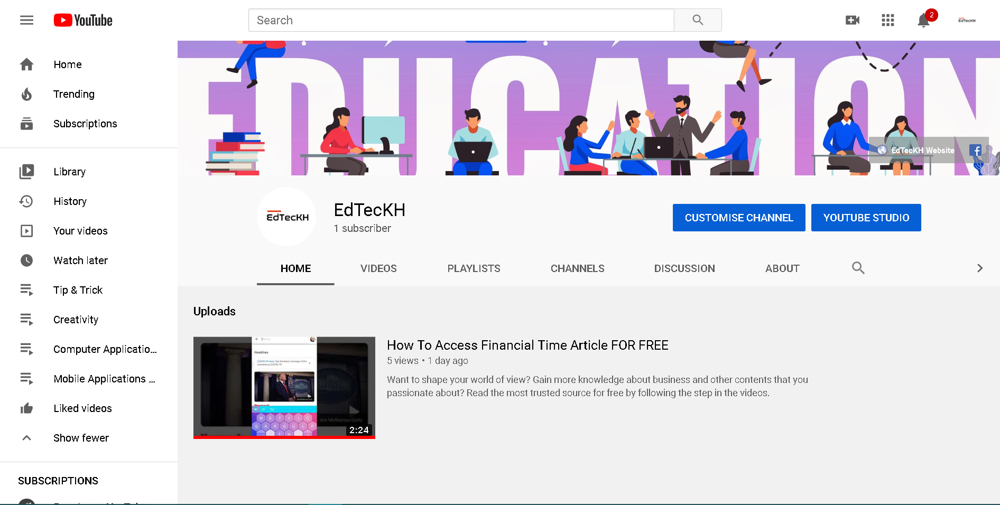 YouTube
Search
2
EdTecKH
Home
Trending
Subscriptions
Library
History
Your videos
Watch later
Tip & Trick
Creativity
Computer Applicatio...
Mobile Applications ...
Liked videos
Show fewer
SUBSCRIPTIONS
EDUCATION
EdTecKH Website
EdTecKH
EdTecKH
1 subscriber
CUSTOMISE CHANNEL
YOUTUBE STUDIO
HOME
VIDEOS
PLAYLISTS
CHANNELS
DISCUSSION
ABOUT
Uploads
Headlines
2:24
How To Access Financial Time Article FOR FREE
5 views • 1 day ago
Want to shape your world of view? Gain more knowledge about business and other contents that you
passionate about? Read the most trusted source for free by following the step in the videos.